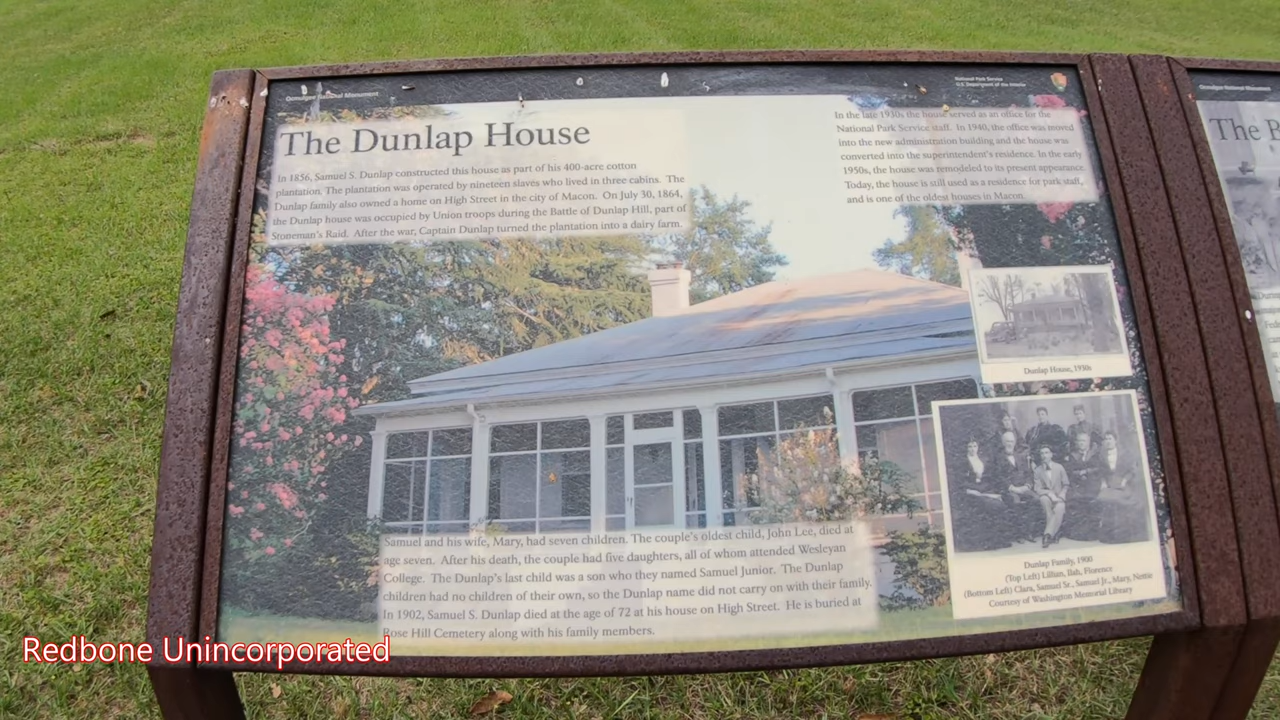 Ocmulgee National Monument
National Park Service
U.S. Department of the Interior
The Dunlap House
In 1856, Samuel S. Dunlap constructed this house as part of his 400-acre cotton
plantation. The plantation was operated by nineteen slaves who lived in three cabins. The
Dunlap family also owned a home on High Street in the city of Macon. On July 30, 1864,
the Dunlap house was occupied by Union troops during the Battle of Dunlap Hill, part of
Stoneman's Raid. After the war, Captain Dunlap turned the plantation into a dairy farm.
In the late 1930s the house served as an office for the
National Park Service staff. In 1940, the office was moved
into the new administration building and the house was
converted into the superintendent's residence. In the early
1950s, the house was remodeled to its present appearance.
Today, the house is still used as a residence for park staff,
and is one of the oldest houses in Macon.
Dunlap House, 1930s
Samuel and his wife, Mary, had seven children. The couple's oldest child, John Lee, died at
age seven. After his death, the couple had five daughters, all of whom attended Wesleyan
College. The Dunlap's last child was a son who they named Samuel Junior. The Dunlap
children had no children of their own, so the Dunlap name did not carry on with their family.
In 1902, Samuel S. Dunlap died at the age of 72 at his house on High Street. He is buried at
Rose Hill Cemetery along with his family members.
Dunlap Family, 1900
(Top Left) Lillian, Ilah, Florence
(Bottom Left) Clara, Samuel Sr., Samuel Jr., Mary, Nettie
Courtesy of Washington Memorial Library
Ocmulgee National Monument
The B
Redbone Unincorporated